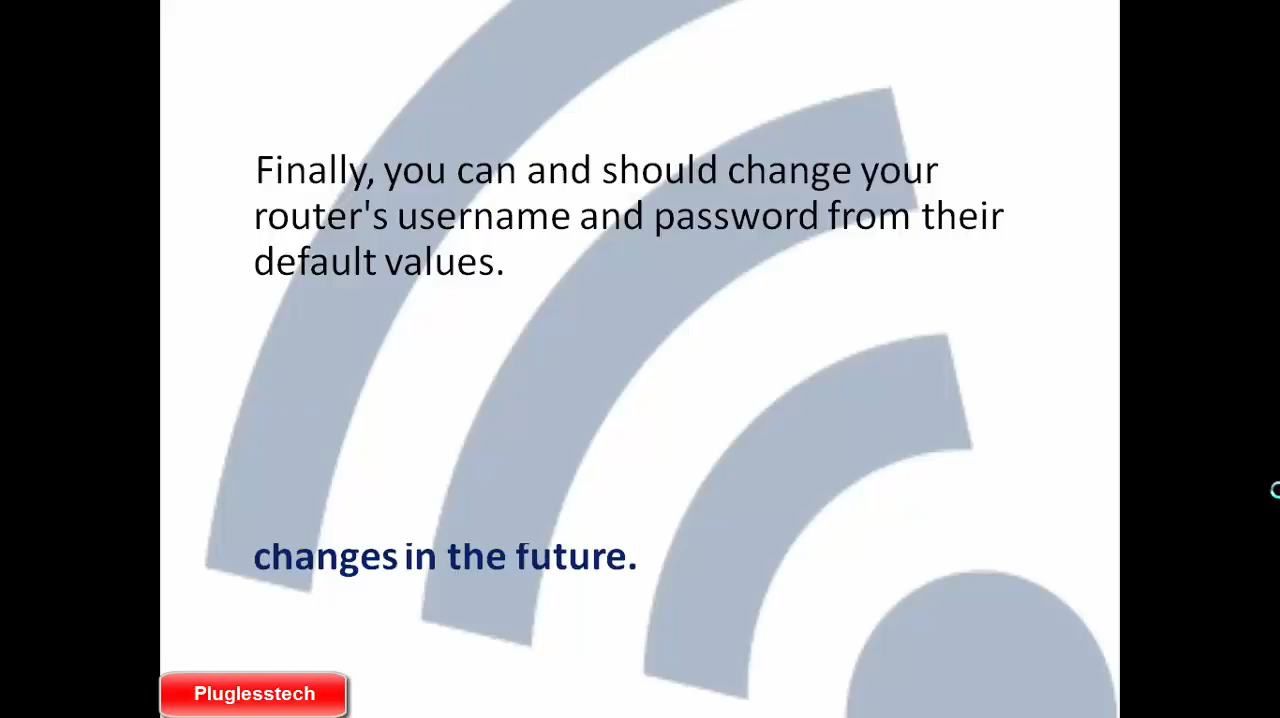 Finally, you can and should change your
router's username and password from their
default values.
changes in the future.
Pluglesstech